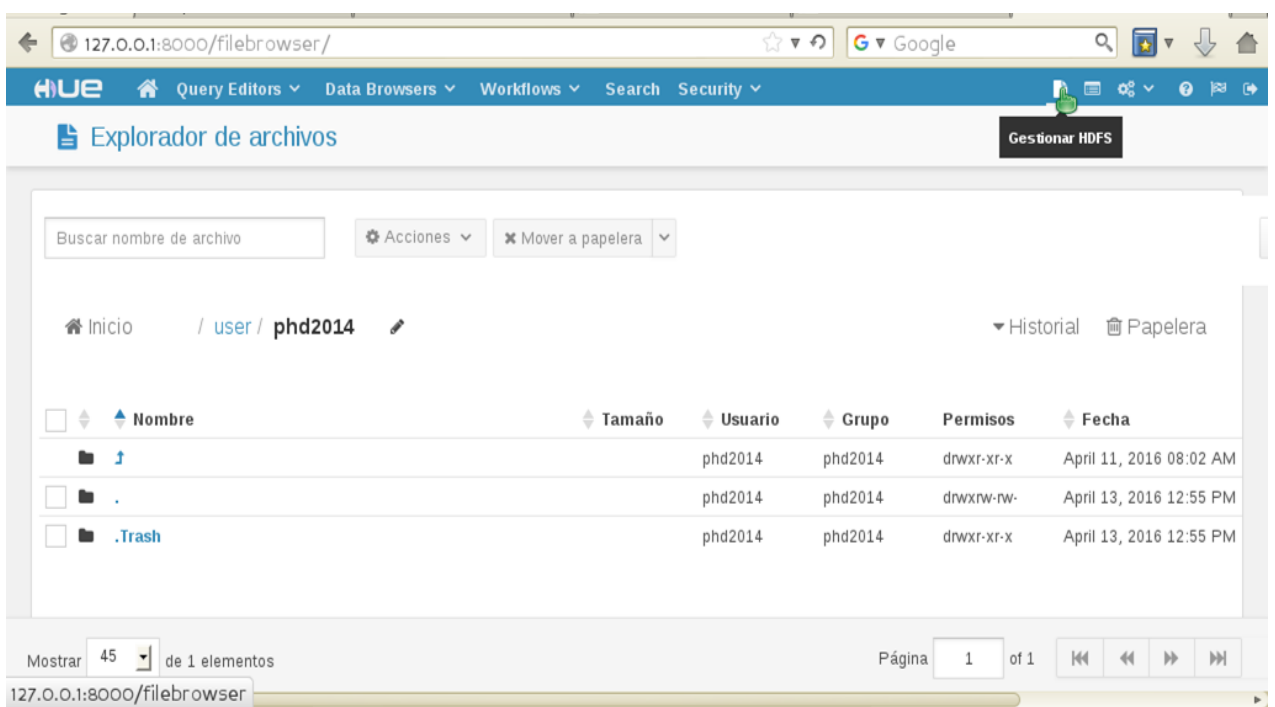 127.0.0.1:8000/filebrowser/ Google
HUE Query Editors Data Browsers Workflows Search Security
Explorador de archivos
Gestionar HDFS
Buscar nombre de archivo Acciones Mover a papelera
Inicio / user / phd2014 Historial Papelera
Nombre Tamaño Usuario Grupo Permisos Fecha
phd2014 phd2014 drwxr-xr-x April 11, 2016 08:02 AM
. phd2014 phd2014 drwxrw-rw- April 13, 2016 12:55 PM
.Trash phd2014 phd2014 drwxr-xr-x April 13, 2016 12:55 PM
Mostrar 45 de 1 elementos Página 1 of 1
127.0.0.1:8000/filebrowser